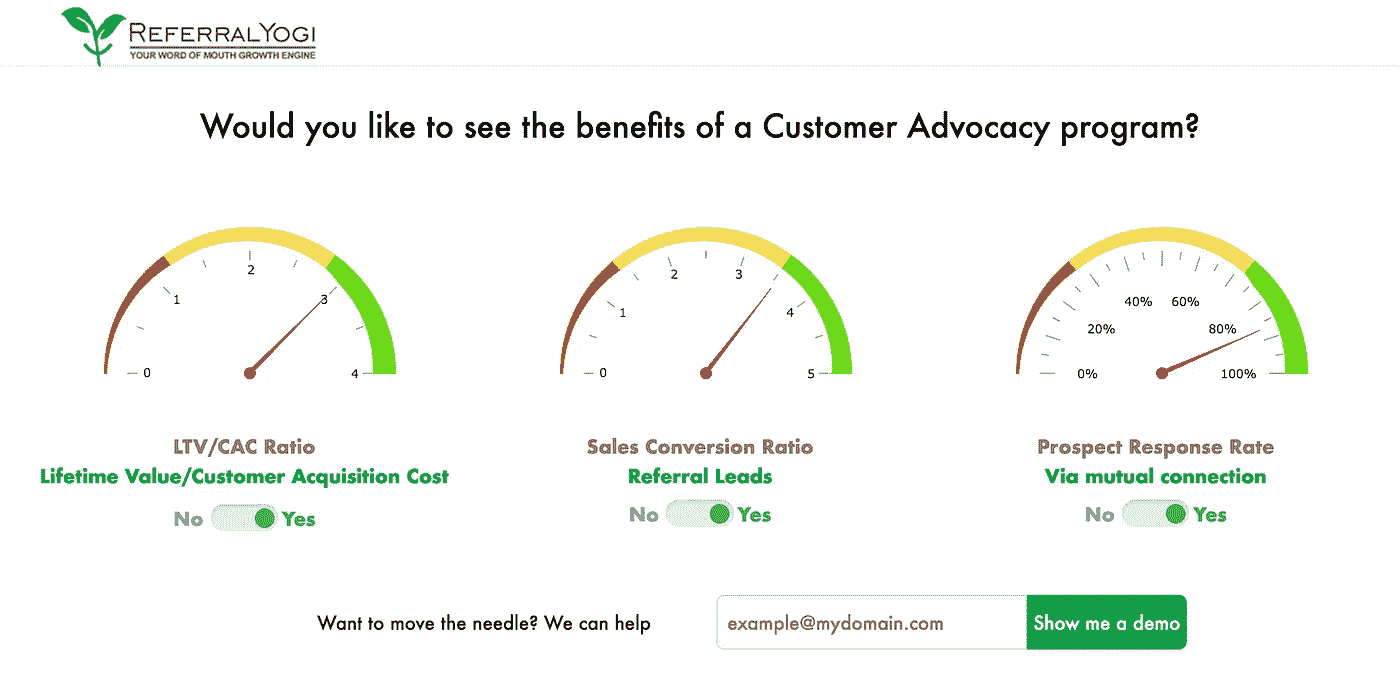 REFERRALYOGI
YOUR WORD OF MOUTH GROWTH ENGINE
Would you like to see the benefits of a Customer Advocacy program?
0
1
2
3
4
LTV/CAC Ratio
Lifetime Value/Customer Acquisition Cost
No Yes
0
1
2
3
4
5
Sales Conversion Ratio
Referral Leads
No Yes
0%
20%
40%
60%
80%
100%
Prospect Response Rate
Via mutual connection
No Yes
Want to move the needle? We can help
example@mydomain.com
Show me a demo